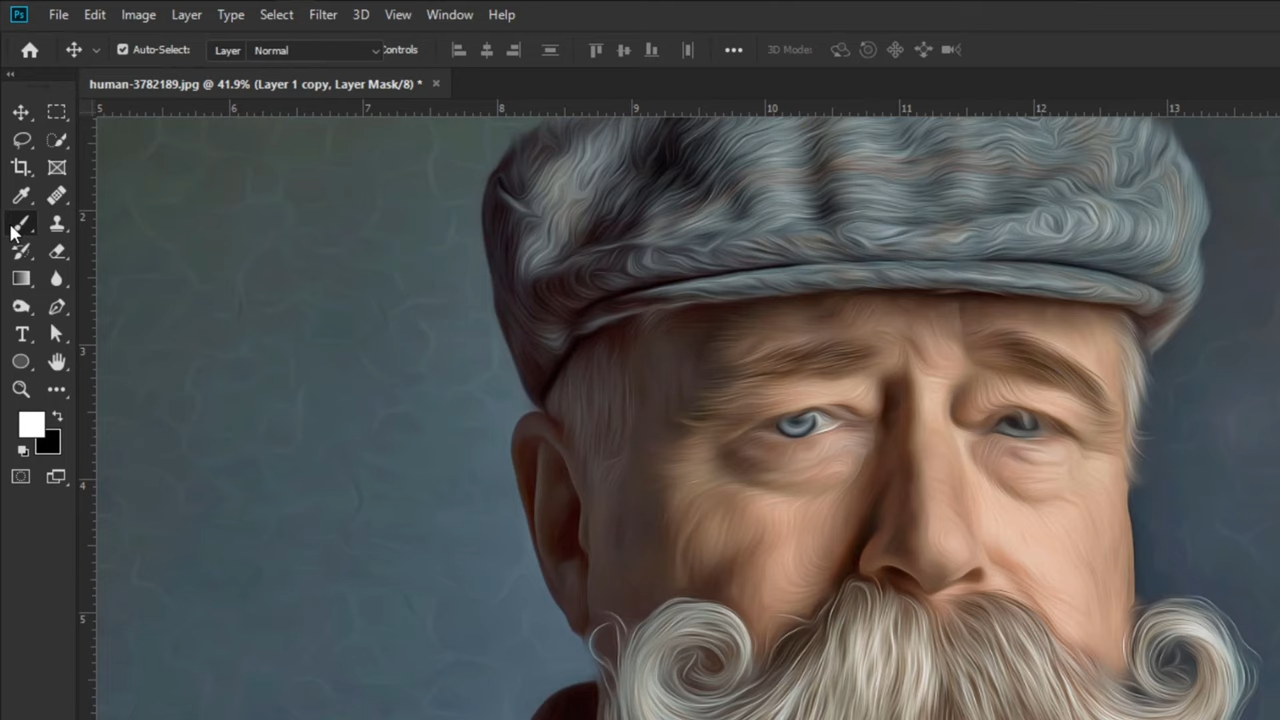 Ps File Edit Image Layer Type Select Filter 3D View Window Help
Auto-Select: Layer Normal Controls 3D Mode:
human-3782189.jpg @ 41.9% (Layer 1 copy, Layer Mask/8) *
5 6 7 8 9 10 11 12 13
2
3
4
5